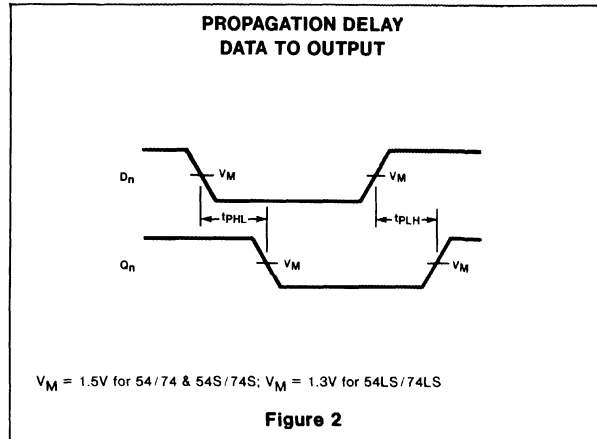 PROPAGATION DELAY
DATA TO OUTPUT
Dn VM VM
tPHL tPLH
Qn VM VM
VM = 1.5V for 54/74 & 54S/74S; VM = 1.3V for 54LS/74LS
Figure 2